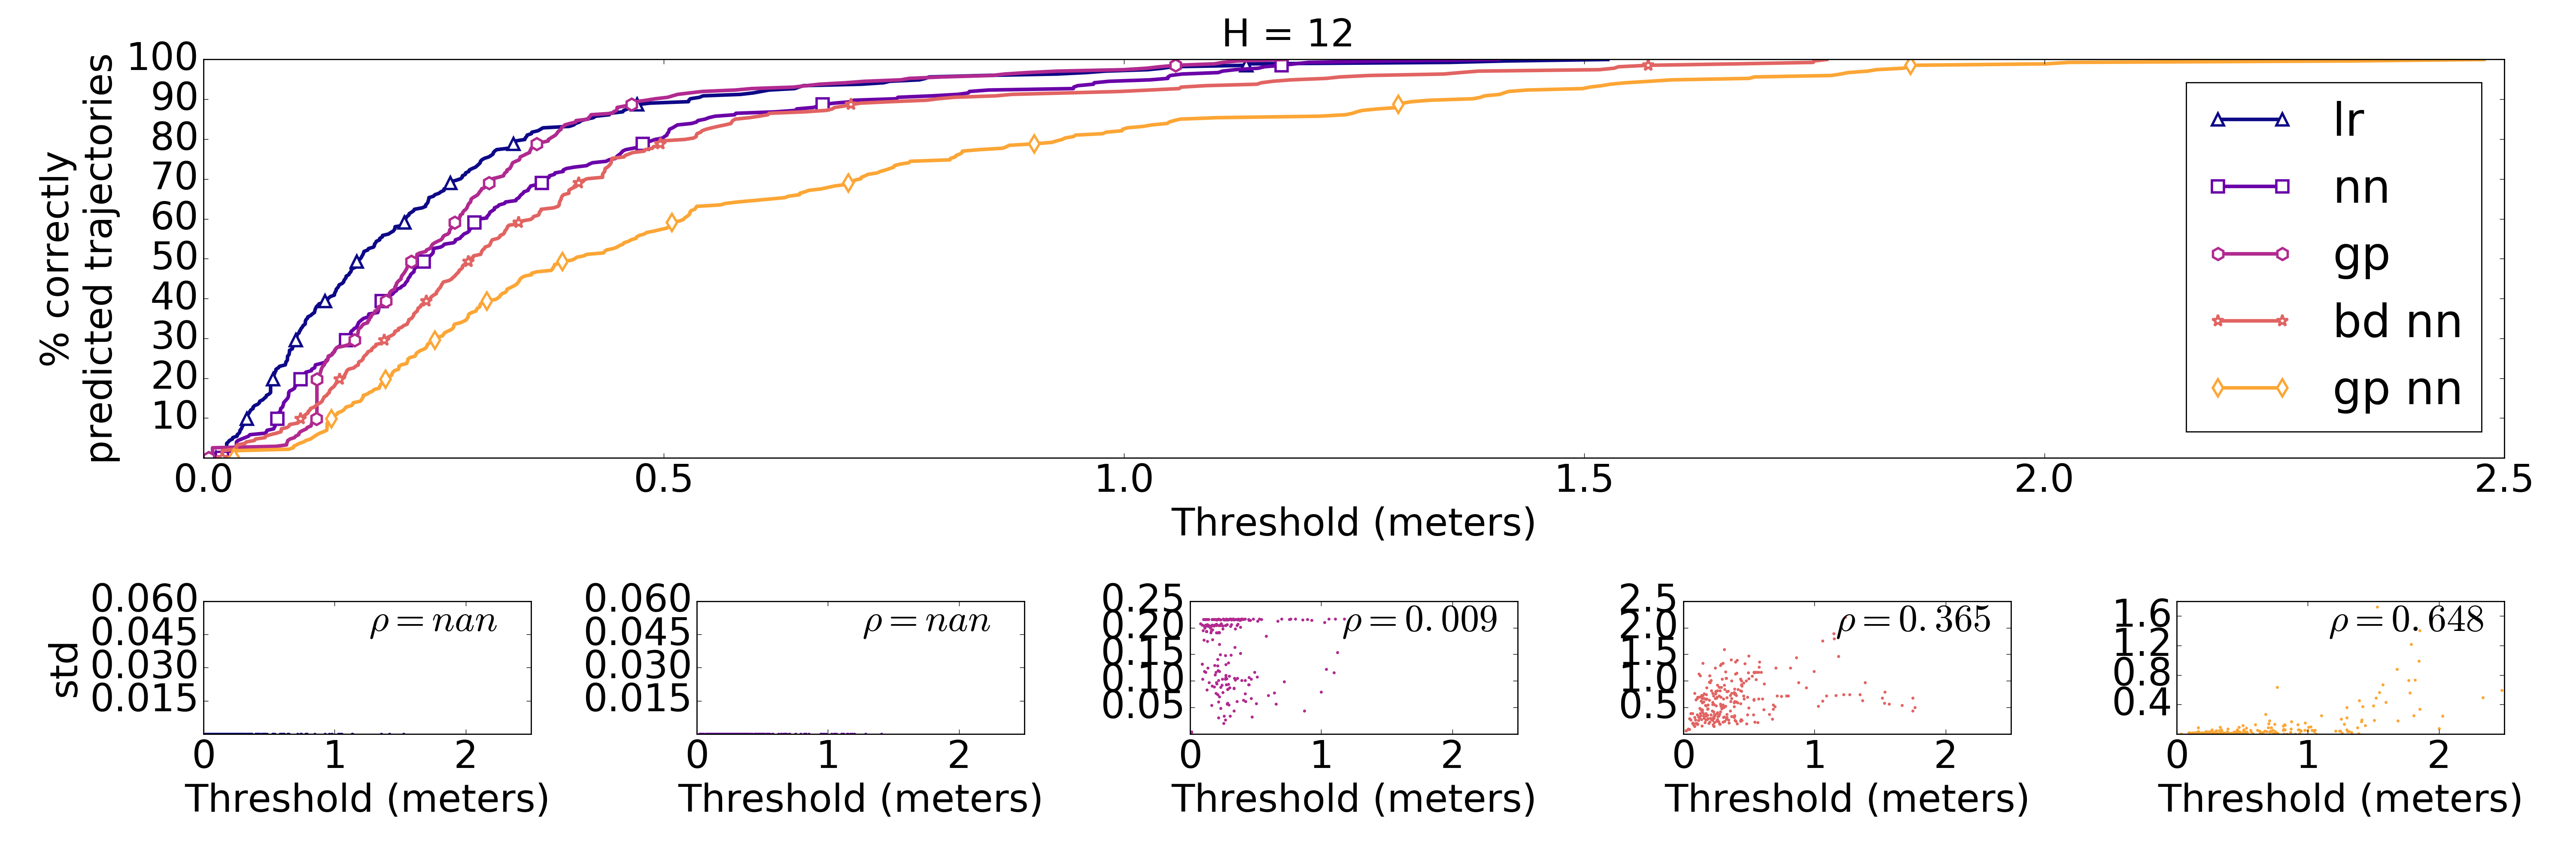 H = 12
% correctly
predicted trajectories
100
90
80
70
60
50
40
30
20
10
0.0 0.5 1.0 1.5 2.0 2.5
Threshold (meters)
lr
nn
gp
bd nn
gp nn
std
0.060
0.045
0.030
0.015
ρ = nan
0 1 2
Threshold (meters)
0.060
0.045
0.030
0.015
ρ = nan
0 1 2
Threshold (meters)
0.25
0.20
0.15
0.10
0.05
ρ = 0.009
0 1 2
Threshold (meters)
2.5
2.0
1.5
1.0
0.5
ρ = 0.365
0 1 2
Threshold (meters)
1.6
1.2
0.8
0.4
ρ = 0.648
0 1 2
Threshold (meters)